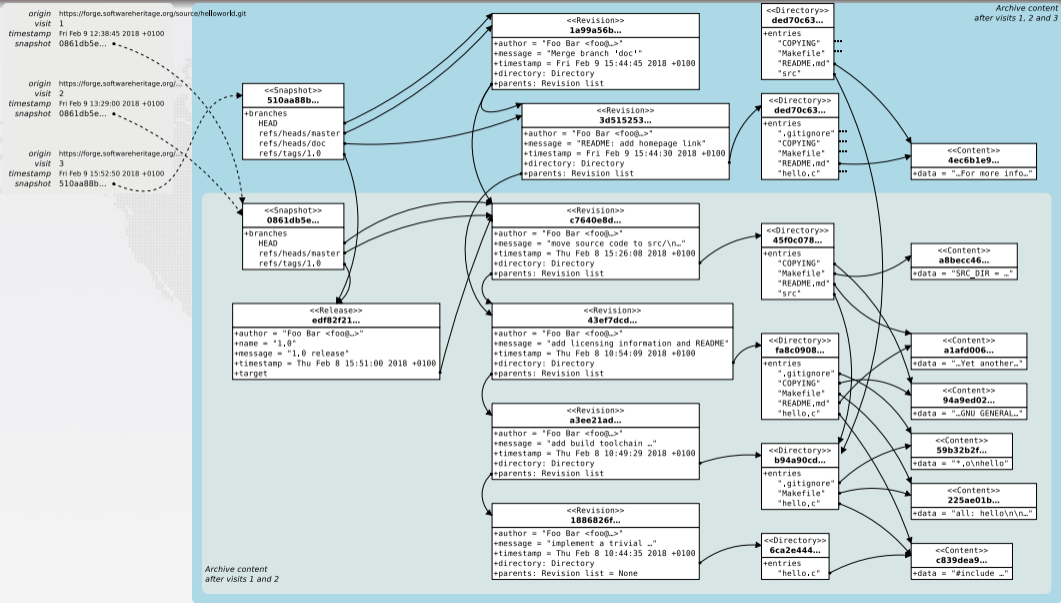 origin https://forge.softwareheritage.org/source/helloworld.git
visit 1
timestamp Fri Feb 9 12:38:45 2018 +0100
snapshot 0861db5e...
origin https://forge.softwareheritage.org/...
visit 2
timestamp Fri Feb 9 13:29:00 2018 +0100
snapshot 0861db5e...
origin https://forge.softwareheritage.org/...
visit 3
timestamp Fri Feb 9 15:52:50 2018 +0100
snapshot 510aa88b...
Archive content
after visits 1, 2 and 3
<<Snapshot>>
510aa88b...
+branches
HEAD
refs/heads/master
refs/heads/doc
refs/tags/1.0
<<Snapshot>>
0861db5e...
+branches
HEAD
refs/heads/master
refs/tags/1.0
<<Release>>
edf82f21...
+author = "Foo Bar <foo@…>"
+name = "1.0"
+message = "1.0 release"
+timestamp = Thu Feb 8 15:51:00 2018 +0100
+target
<<Revision>>
1a99a56b...
+author = "Foo Bar <foo@…>"
+message = "Merge branch 'doc'"
+timestamp = Fri Feb 9 15:44:45 2018 +0100
+directory: Directory
+parents: Revision list
<<Revision>>
3d515253...
+author = "Foo Bar <foo@…>"
+message = "README: add homepage link"
+timestamp = Fri Feb 9 15:44:30 2018 +0100
+directory: Directory
+parents: Revision list
<<Revision>>
c7640e8d...
+author = "Foo Bar <foo@…>"
+message = "move source code to src/\n…"
+timestamp = Thu Feb 8 15:26:08 2018 +0100
+directory: Directory
+parents: Revision list
<<Revision>>
43ef7dcd...
+author = "Foo Bar <foo@…>"
+message = "add licensing information and README"
+timestamp = Thu Feb 8 10:54:09 2018 +0100
+directory: Directory
+parents: Revision list
<<Revision>>
a3ee21ad...
+author = "Foo Bar <foo@…>"
+message = "add build toolchain …"
+timestamp = Thu Feb 8 10:49:29 2018 +0100
+directory: Directory
+parents: Revision list
<<Revision>>
1886826f...
+author = "Foo Bar <foo@…>"
+message = "implement a trivial …"
+timestamp = Thu Feb 8 10:44:35 2018 +0100
+directory: Directory
+parents: Revision list = None
<<Directory>>
ded70c63...
+entries
"COPYING"
"Makefile"
"README.md"
"src"
<<Directory>>
ded70c63...
+entries
".gitignore"
"COPYING"
"Makefile"
"README.md"
"hello.c"
<<Directory>>
45f0c078...
+entries
"COPYING"
"Makefile"
"README.md"
"src"
<<Directory>>
fa8c0908...
+entries
".gitignore"
"COPYING"
"Makefile"
"README.md"
"hello.c"
<<Directory>>
b94a90cd...
+entries
".gitignore"
"Makefile"
"hello.c"
<<Directory>>
6ca2e444...
+entries
"hello.c"
<<Content>>
4ec6b1e9...
+data = "…For more info…"
<<Content>>
a8becc46...
+data = "SRC_DIR = …"
<<Content>>
a1afd006...
+data = "…Yet another…"
<<Content>>
94a9ed02...
+data = "…GNU GENERAL…"
<<Content>>
59b32b2f...
+data = "*.o\nhello"
<<Content>>
225ae01b...
+data = "all: hello\n\n…"
<<Content>>
c839dea9...
+data = "#include …"
Archive content
after visits 1 and 2